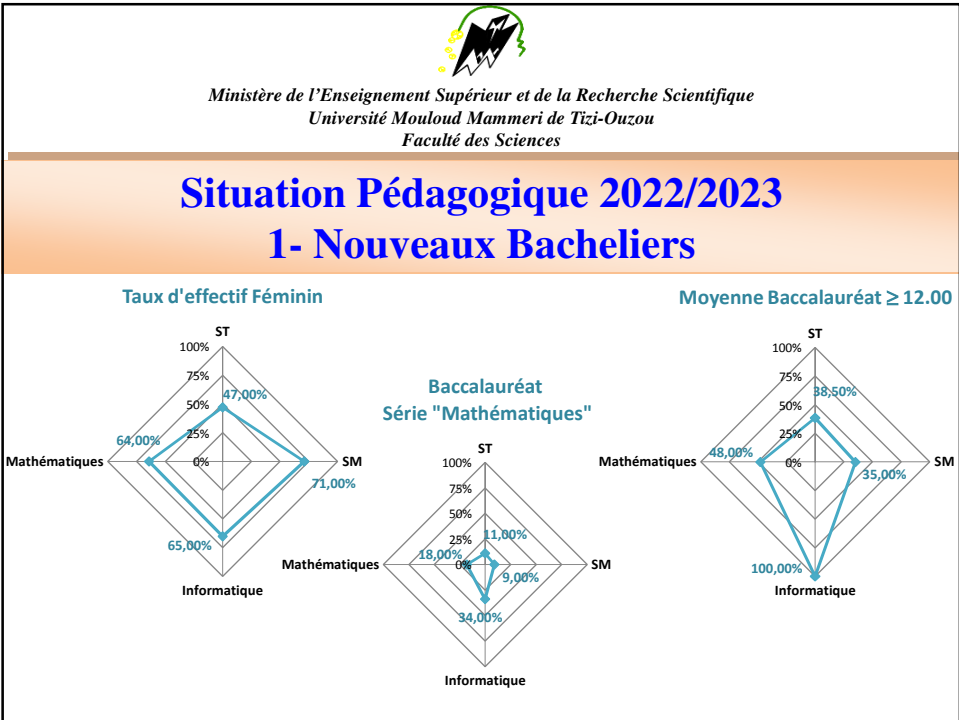 Ministère de l'Enseignement Supérieur et de la Recherche Scientifique
Université Mouloud Mammeri de Tizi-Ouzou
Faculté des Sciences
Situation Pédagogique 2022/2023
1- Nouveaux Bacheliers
Taux d'effectif Féminin
ST
100%
75%
50%
25%
0%
47,00%
64,00%
Mathématiques
SM
71,00%
65,00%
Informatique
Baccalauréat
Série "Mathématiques"
ST
100%
75%
50%
25%
0%
11,00%
18,00%
Mathématiques
SM
9,00%
34,00%
Informatique
Moyenne Baccalauréat ≥ 12.00
ST
100%
75%
50%
25%
0%
38,50%
48,00%
Mathématiques
SM
35,00%
100,00%
Informatique